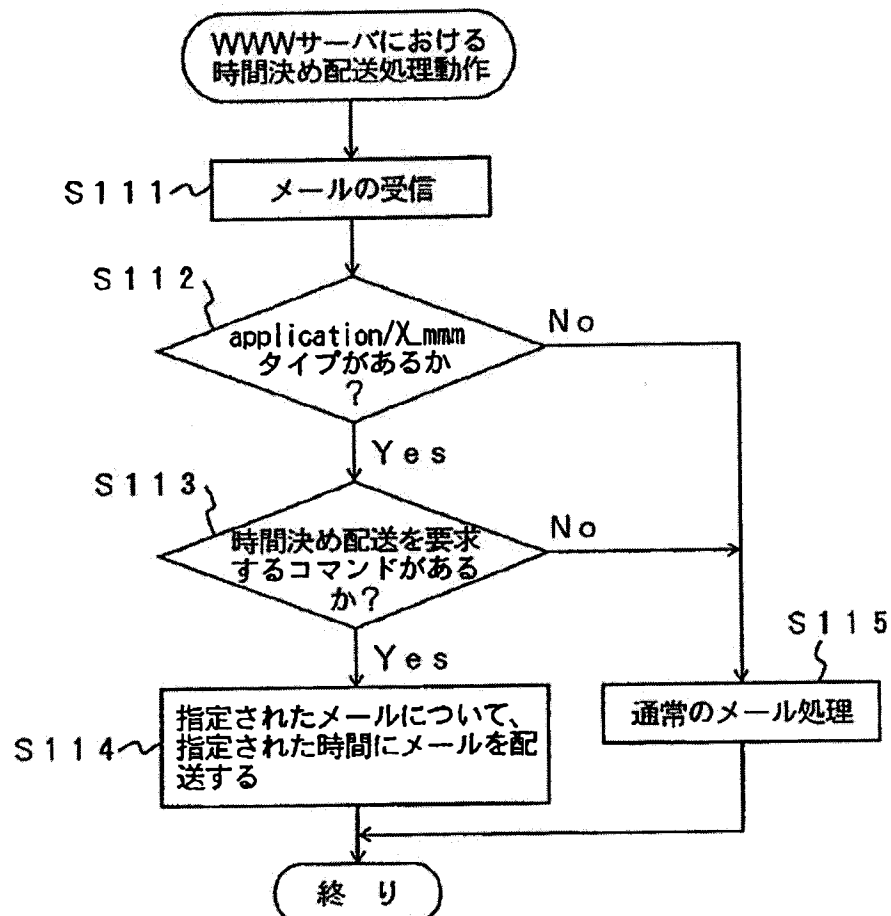 WWWサーバにおける
時間決め配送処理動作
S111
メールの受信
S112
application/X_mmm
タイプがあるか
?
No
Yes
S113
時間決め配送を要求
するコマンドがある
か?
No
Yes
S114
指定されたメールについて、
指定された時間にメールを配
送する
S115
通常のメール処理
終り